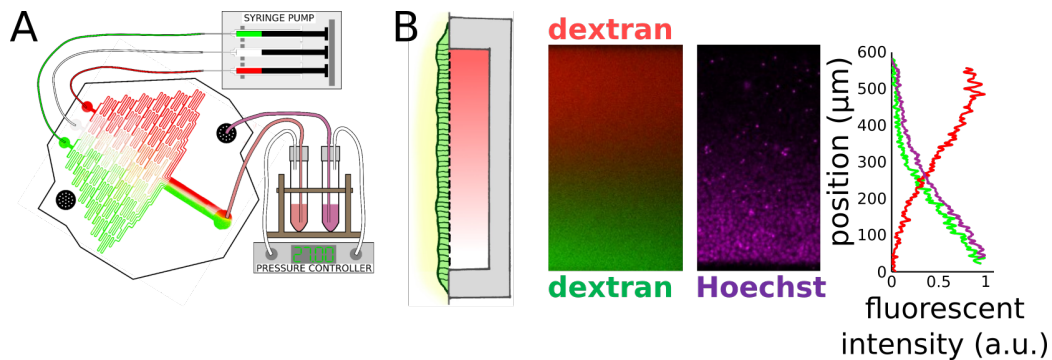 A
SYRINGE PUMP
PRESSURE CONTROLLER
B
dextran
dextran
Hoechst
position (µm)
600
500
400
300
200
100
0
0
0.5
1
fluorescent
intensity (a.u.)